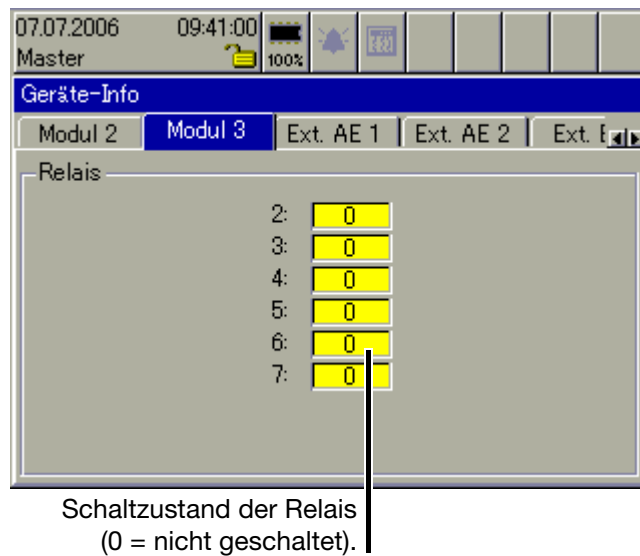 07.07.2006 09:41:00
Master 100%
Geräte-Info
Modul 2 Modul 3 Ext. AE 1 Ext. AE 2 Ext.
Relais
2: 0
3: 0
4: 0
5: 0
6: 0
7: 0
Schaltzustand der Relais
(0 = nicht geschaltet).